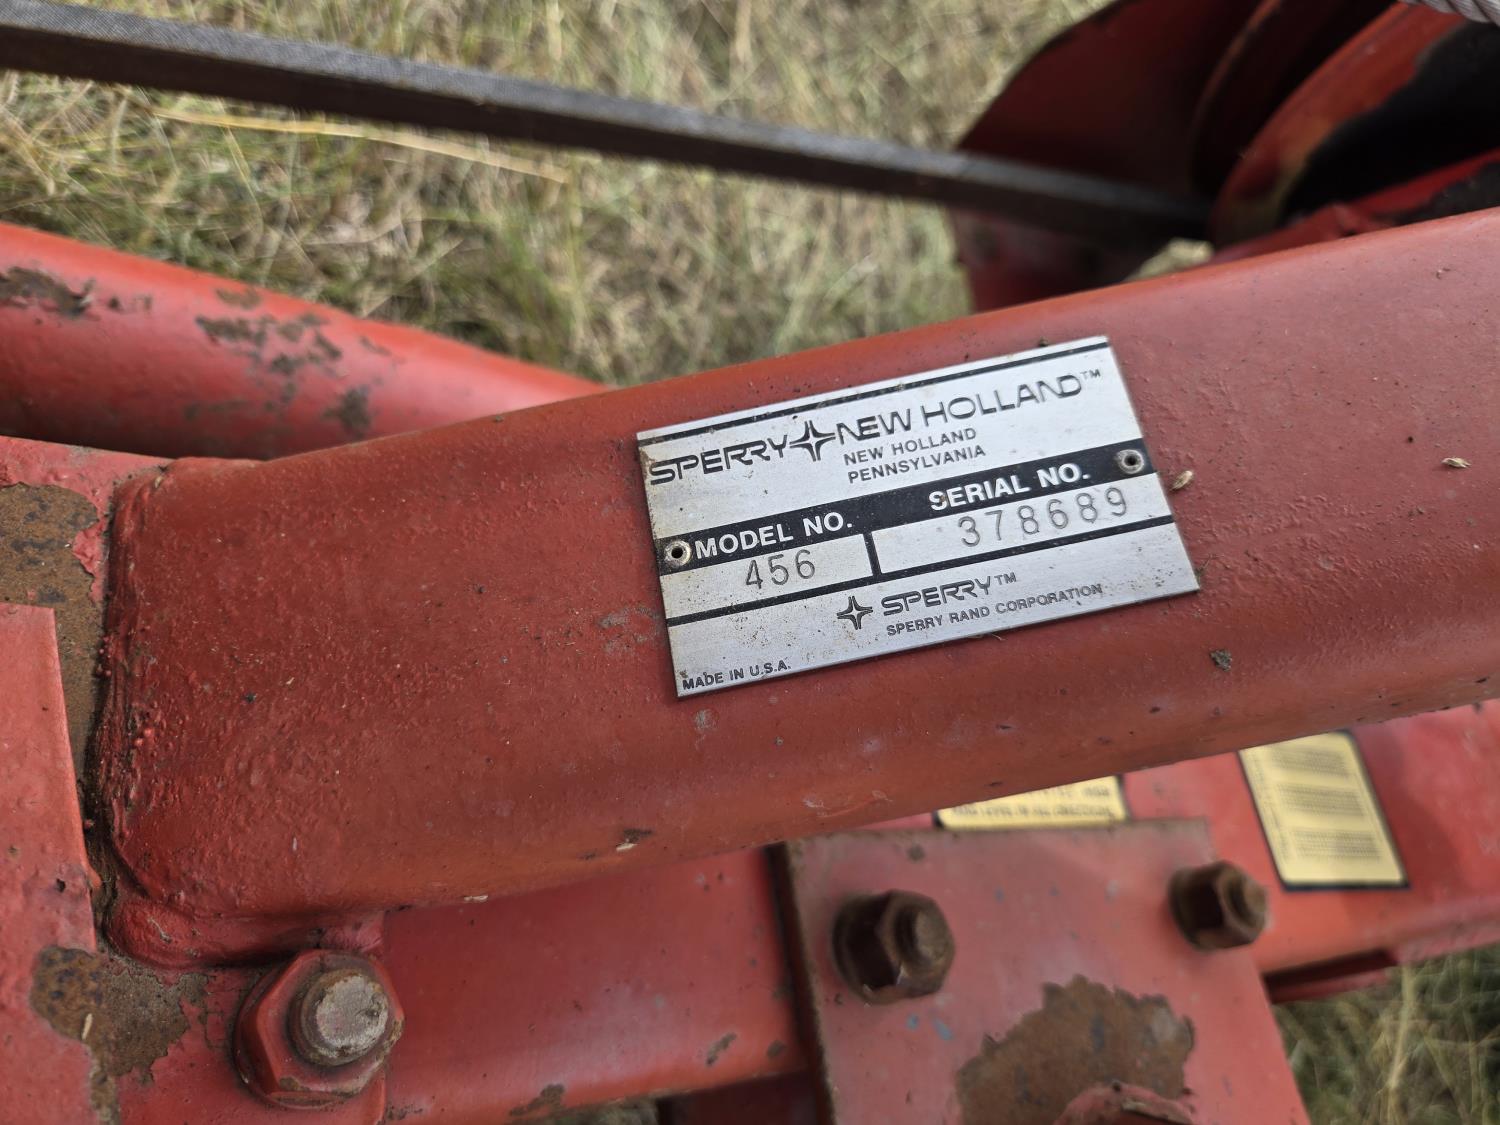 SPERRY NEW HOLLAND™
NEW HOLLAND
PENNSYLVANIA
MODEL NO. SERIAL NO.
456 378689
SPERRY™
SPERRY RAND CORPORATION
MADE IN U.S.A.